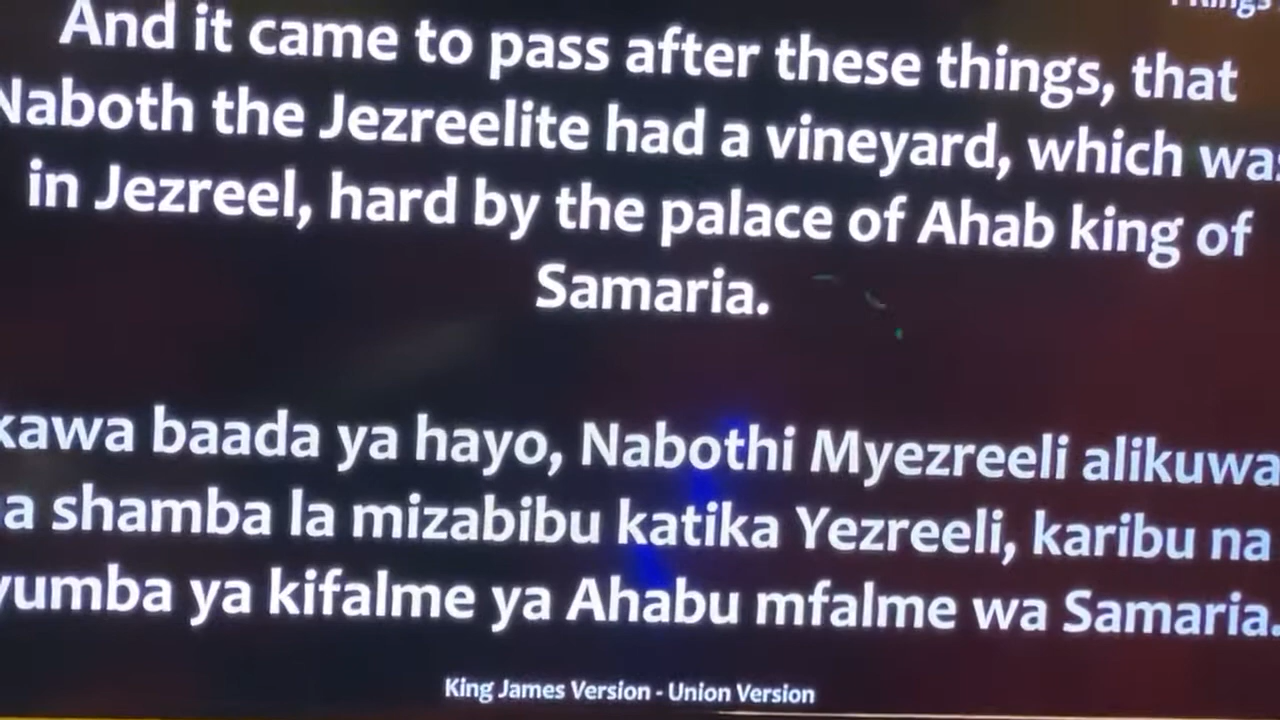 And it came to pass after these things, that
Naboth the Jezreelite had a vineyard, which was
in Jezreel, hard by the palace of Ahab king of
Samaria.
kawa baada ya hayo, Nabothi Myezreeli alikuwa
a shamba la mizabibu katika Yezreeli, karibu na
yumba ya kifalme ya Ahabu mfalme wa Samaria.
King James Version - Union Version